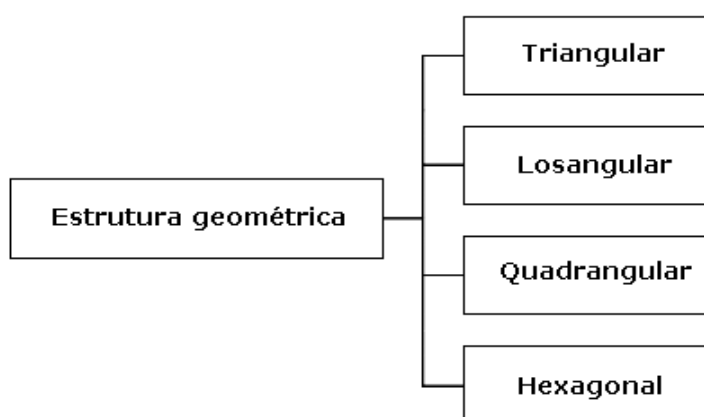 Triangular
Losangular
Estrutura geométrica
Quadrangular
Hexagonal